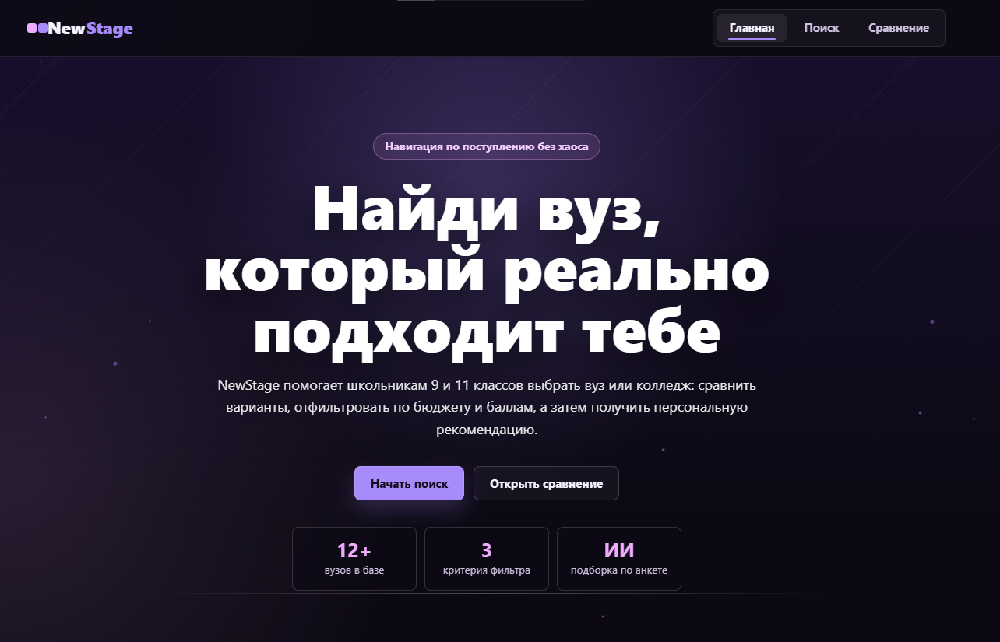 NewStage
Главная
Поиск
Сравнение
Навигация по поступлению без хаоса
Найди вуз,
который реально
подходит тебе
NewStage помогает школьникам 9 и 11 классов выбрать вуз или колледж: сравнить
варианты, отфильтровать по бюджету и баллам, а затем получить персональную
рекомендацию.
Начать поиск
Открыть сравнение
12+
вузов в базе
3
критерия фильтра
ИИ
подборка по анкете